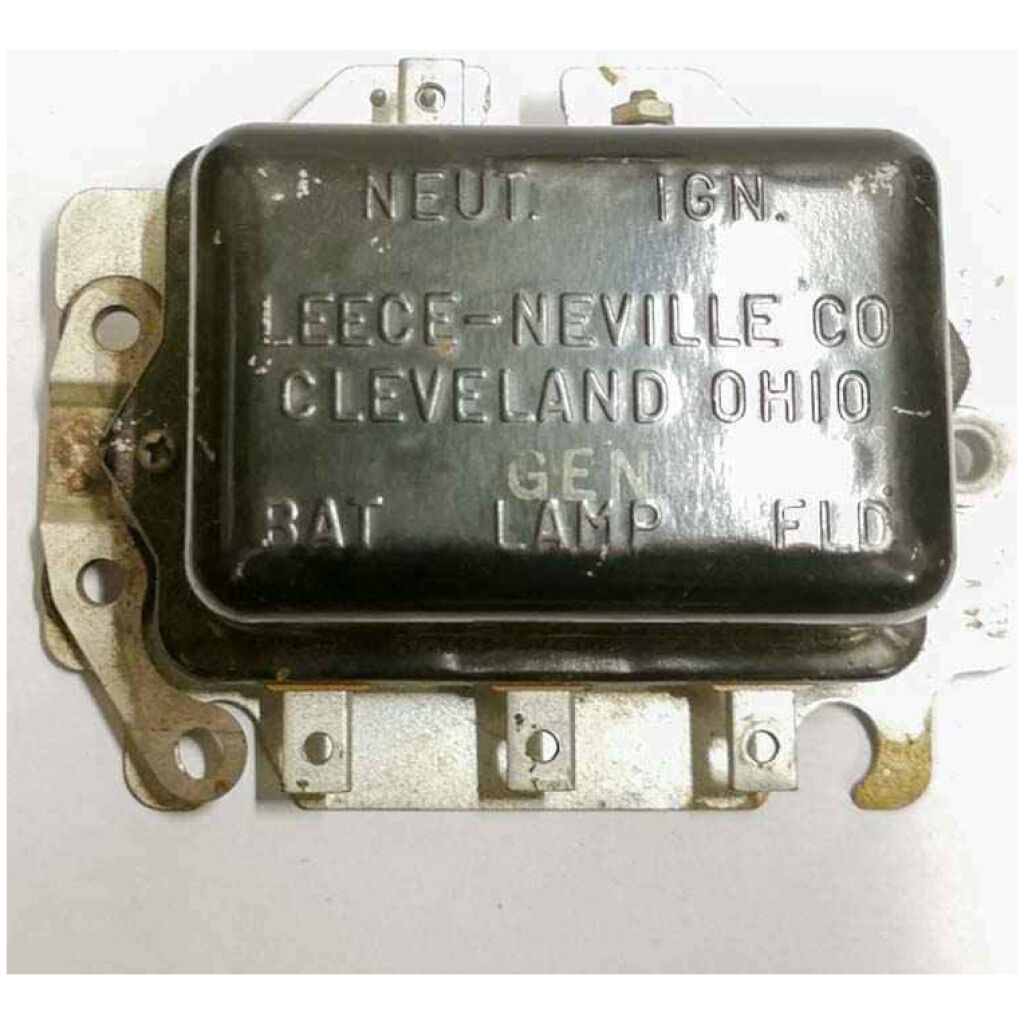 NEUT. IGN.
LEECE-NEVILLE CO
CLEVELAND OHIO
GEN
BAT LAMP FLD.